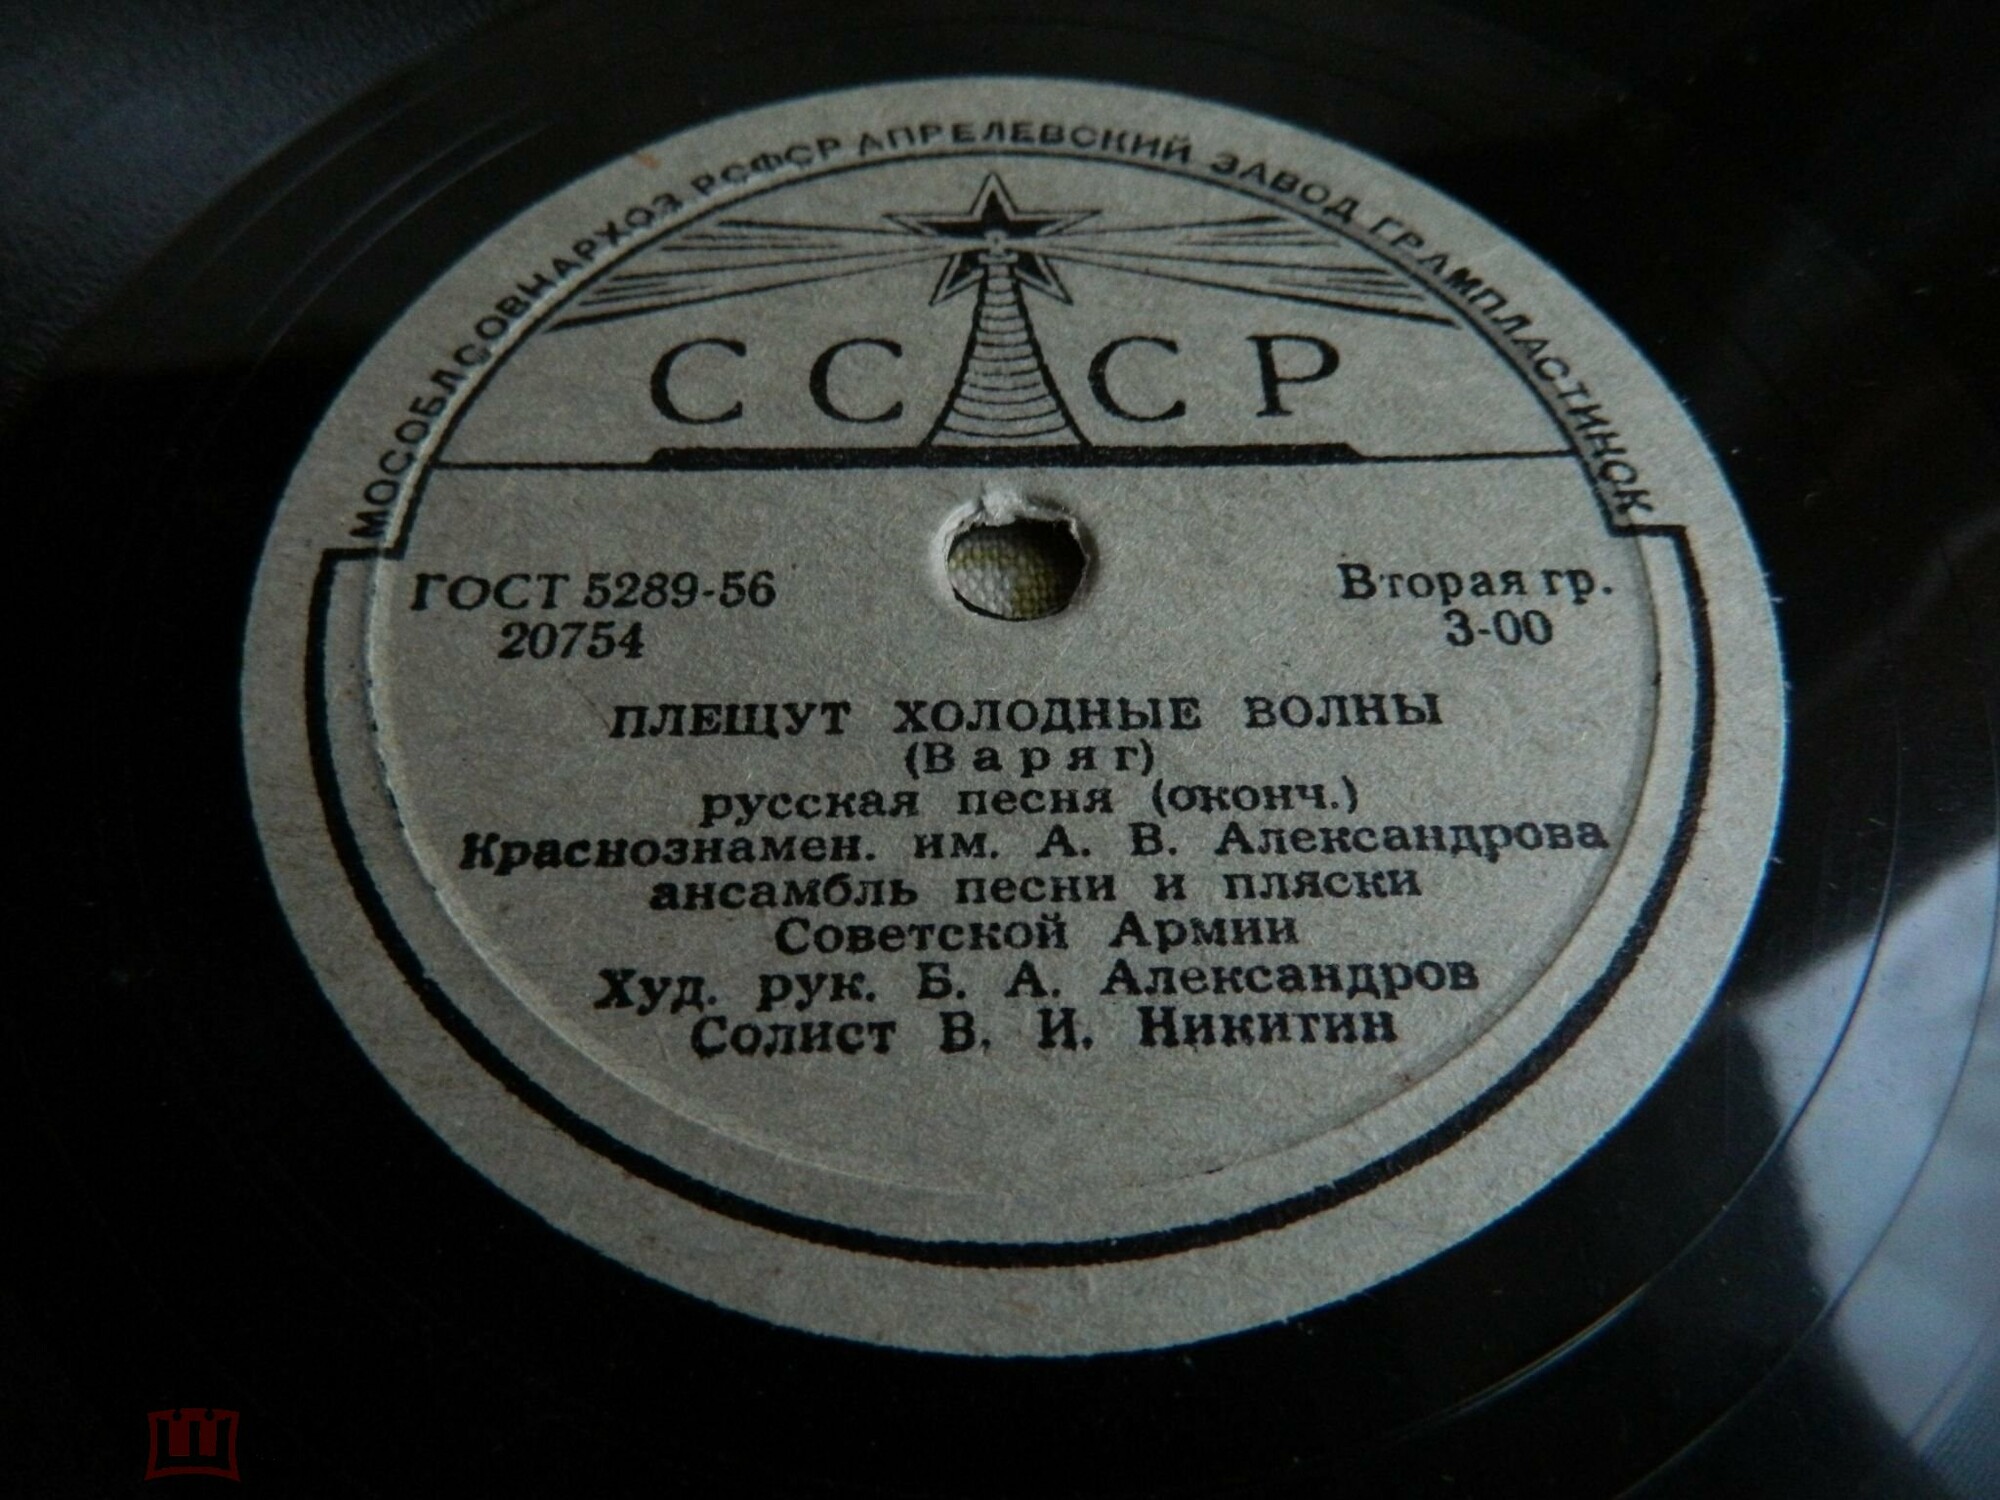 МОСОБЛСОВНАРХОЗ РСФСР АПРЕЛЕВСКИЙ ЗАВОД ГРАМПЛАСТИНОК
СССР
ГОСТ 5289-56
20754
Вторая гр.
3-00
ПЛЕЩУТ ХОЛОДНЫЕ ВОЛНЫ
(Варяг)
русская песня (оконч.)
Краснознамен. им. А. В. Александрова
ансамбль песни и пляски
Советской Армии
Худ. рук. Б. А. Александров
Солист В. И. Никитин